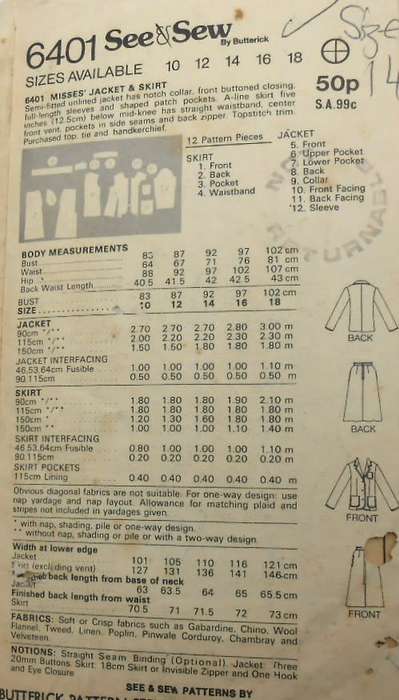 6401 See & Sew
By Butterick
Size
14
SIZES AVAILABLE 10 12 14 16 18
50p
S.A. 99c
6401 MISSES' JACKET & SKIRT
Semi-fitted unlined jacket has notch collar, front buttoned closing,
full-length sleeves and shaped patch pockets. A-line skirt five
inches (12.5cm) below mid-knee has straight waistband, center
front vent, pockets in side seams and back zipper. Topstitch trim.
Purchased top, tie and handkerchief.
12 Pattern Pieces
SKIRT
1. Front
2. Back
3. Pocket
4. Waistband
JACKET
5. Front
6. Upper Pocket
7. Lower Pocket
8. Back
9. Collar
10. Front Facing
11. Back Facing
12. Sleeve
BODY MEASUREMENTS
Bust 83 87 92 97 102 cm
Waist 64 67 71 76 81 cm
Hip 88 92 97 102 107 cm
Back Waist Length 40.5 41.5 42 42.5 43 cm
BUST 83 87 92 97 102 cm
SIZE 10 12 14 16 18
JACKET
90cm */** 2.70 2.70 2.70 2.80 3.00 m
115cm */** 2.00 2.20 2.20 2.30 2.30 m
150cm */** 1.50 1.50 1.80 1.80 1.80 m
JACKET INTERFACING
46,53,64cm Fusible 1.00 1.00 1.00 1.00 1.10 m
90 115cm 0.50 0.50 0.50 0.50 0.50 m
SKIRT
90cm */** 1.80 1.80 1.80 1.90 2.10 m
115cm */** 1.80 1.80 1.80 1.80 1.80 m
150cm * 1.20 1.30 1.60 1.80 1.80 m
150cm ** 1.00 1.00 1.00 1.10 1.40 m
SKIRT INTERFACING
46,53,64cm Fusible 0.80 1.00 1.00 1.00 1.10 m
90 115cm 0.20 0.20 0.20 0.20 0.20 m
SKIRT POCKETS
115cm Lining 0.40 0.40 0.40 0.40 0.40 m
Obvious diagonal fabrics are not suitable. For one-way design: use
nap yardage and nap layout. Allowance for matching plaid and
stripes not included in yardages given.
* with nap, shading, pile or one-way design.
** without nap, shading or pile or with a two-way design.
Width at lower edge
Jacket 101 105 110 116 121 cm
(excluding vent) 127 131 136 141 146 cm
back length from base of neck
Jacket 63 63.5 64 65 65.5 cm
Finished back length from waist
Skirt 70.5 71 71.5 72 73 cm
FABRICS: Soft or Crisp fabrics such as Gabardine, Chino, Wool
Flannel, Tweed, Linen, Poplin, Pinwale Corduroy, Chambray and
Velveteen.
NOTIONS: Straight Seam Binding (Optional). Jacket Three
20mm Buttons Skirt 18cm Skirt or Invisible Zipper and One Hook
and Eye Closure
SEE & SEW PATTERNS BY
BACK
BACK
FRONT
FRONT